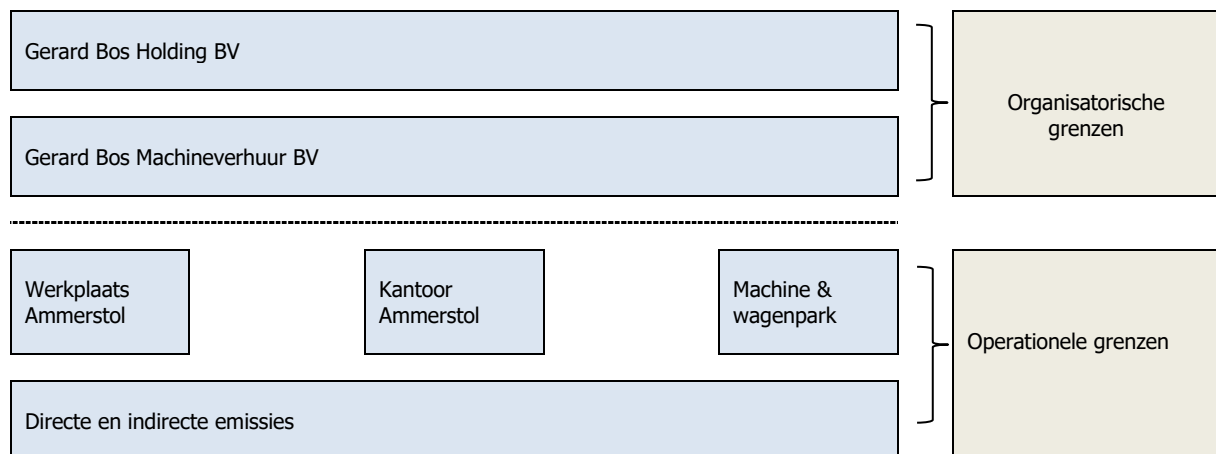 Gerard Bos Holding BV
Organisatorische
grenzen
Gerard Bos Machineverhuur BV
Werkplaats
Ammerstol
Kantoor
Ammerstol
Machine &
wagenpark
Operationele grenzen
Directe en indirecte emissies